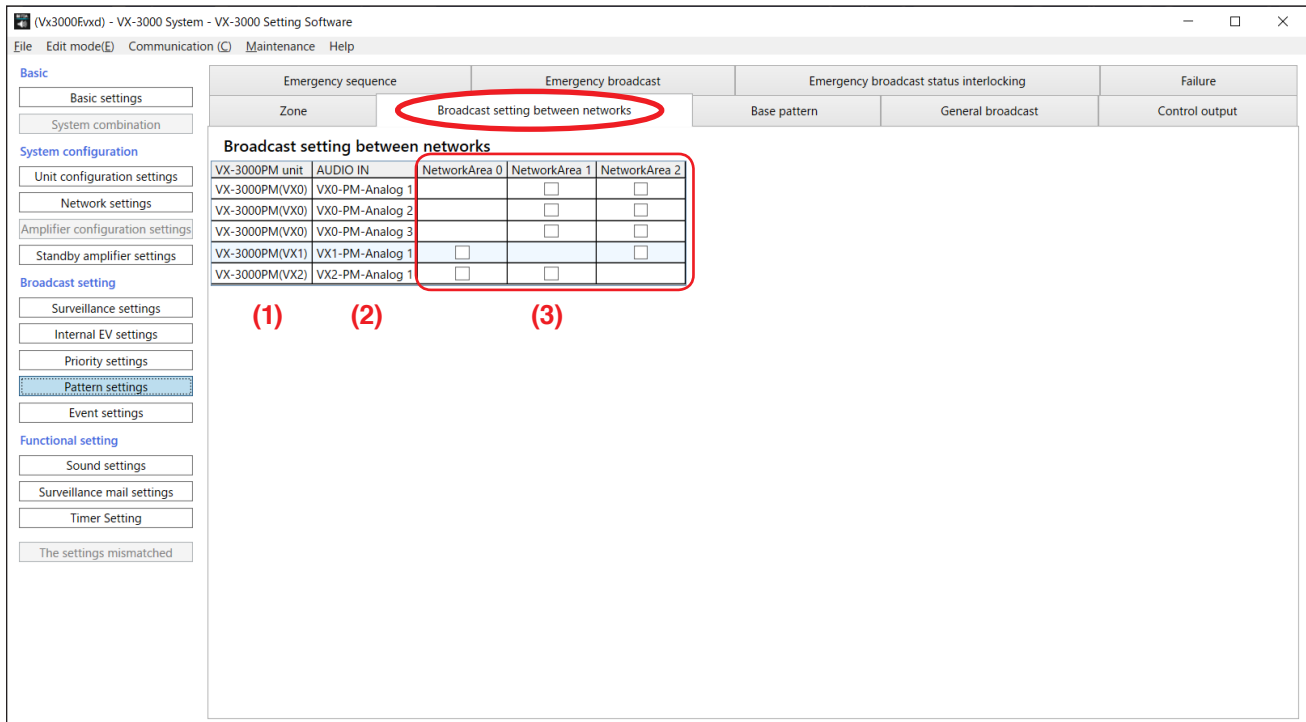 (Vx3000F.vxd) - VX-3000 System - VX-3000 Setting Software
File Edit mode(E) Communication (C) Maintenance Help
Basic
Basic settings
System combination
System configuration
Unit configuration settings
Network settings
Amplifier configuration settings
Standby amplifier settings
Broadcast setting
Surveillance settings
Internal EV settings
Priority settings
Pattern settings
Event settings
Functional setting
Sound settings
Surveillance mail settings
Timer Setting
The settings mismatched
Emergency sequence Emergency broadcast Emergency broadcast status interlocking Failure
Zone Broadcast setting between networks Base pattern General broadcast Control output
Broadcast setting between networks
VX-3000PM unit AUDIO IN NetworkArea 0 NetworkArea 1 NetworkArea 2
VX-3000PM(VX0) VX0-PM-Analog 1
VX-3000PM(VX0) VX0-PM-Analog 2
VX-3000PM(VX0) VX0-PM-Analog 3
VX-3000PM(VX1) VX1-PM-Analog 1
VX-3000PM(VX2) VX2-PM-Analog 1
(1) (2) (3)